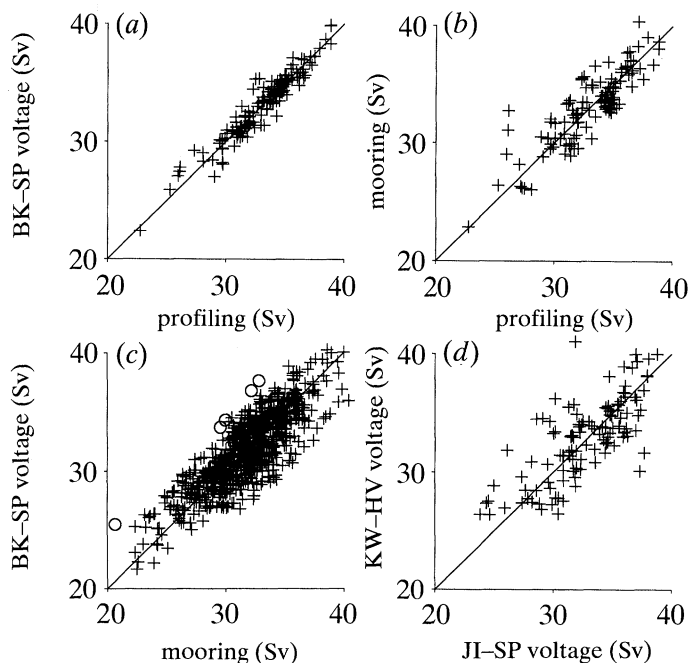 (a)
BK–SP voltage (Sv)
40
30
20
20
30
40
profiling (Sv)
(b)
mooring (Sv)
40
30
20
20
30
40
profiling (Sv)
(c)
BK–SP voltage (Sv)
40
30
20
20
30
40
mooring (Sv)
(d)
KW–HV voltage (Sv)
40
30
20
20
30
40
JI–SP voltage (Sv)